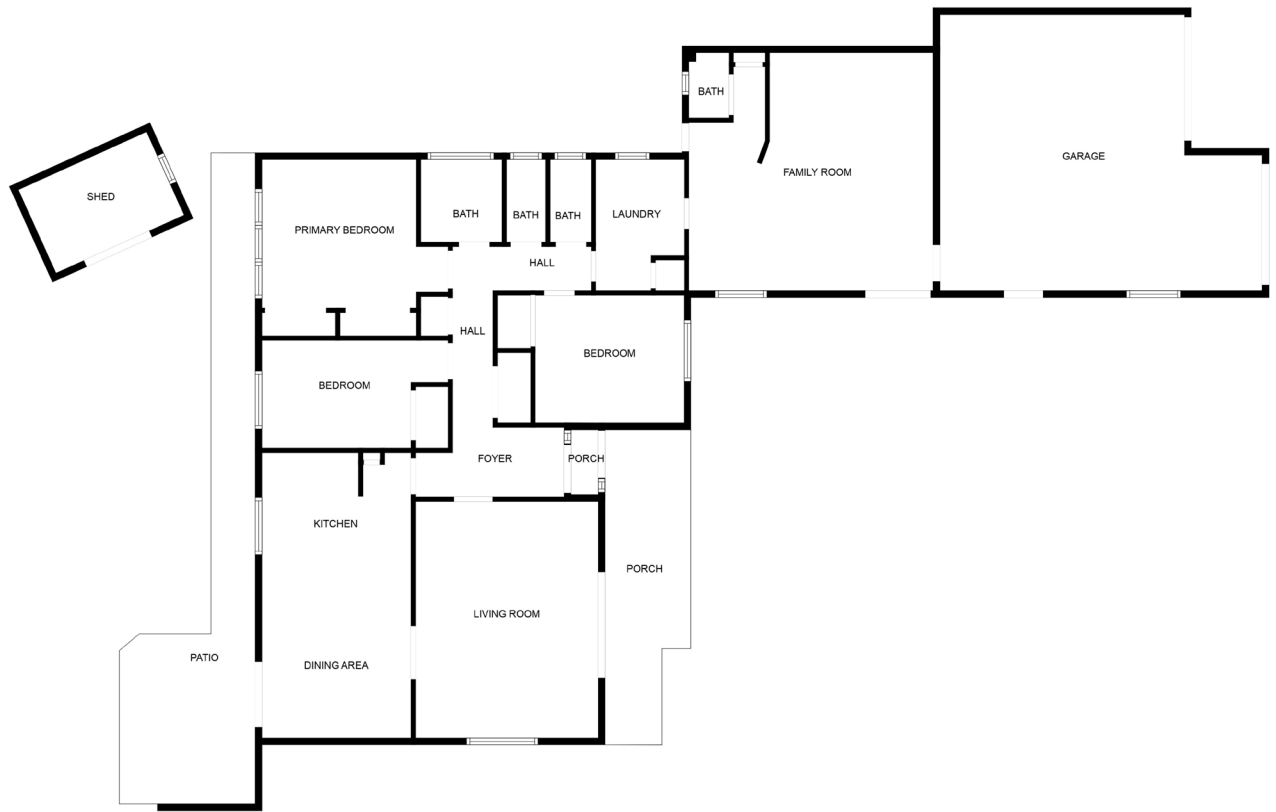 BATH
GARAGE
FAMILY ROOM
SHED
BATH
BATH
BATH
LAUNDRY
PRIMARY BEDROOM
HALL
HALL
BEDROOM
BEDROOM
FOYER
PORCH
KITCHEN
PORCH
LIVING ROOM
PATIO
DINING AREA